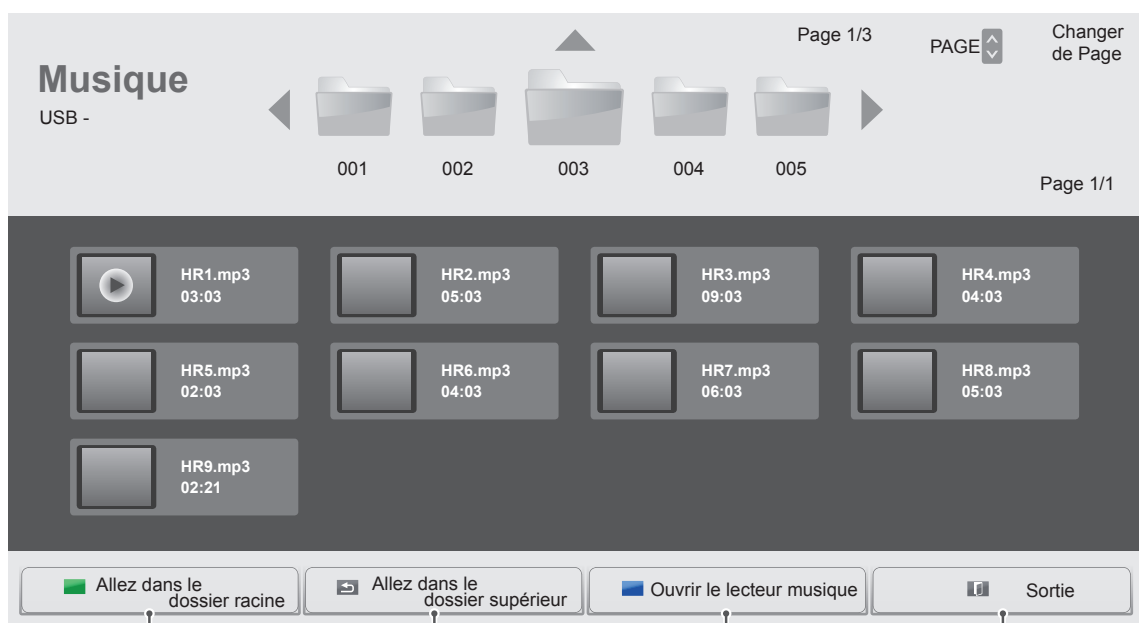 Page 1/3
PAGE
Changer
de Page
Musique
USB -
001 002 003 004 005
Page 1/1
HR1.mp3
03:03
HR2.mp3
05:03
HR3.mp3
09:03
HR4.mp3
04:03
HR5.mp3
02:03
HR6.mp3
04:03
HR7.mp3
06:03
HR8.mp3
05:03
HR9.mp3
02:21
Allez dans le
dossier racine
Allez dans le
dossier supérieur
Ouvrir le lecteur musique
Sortie